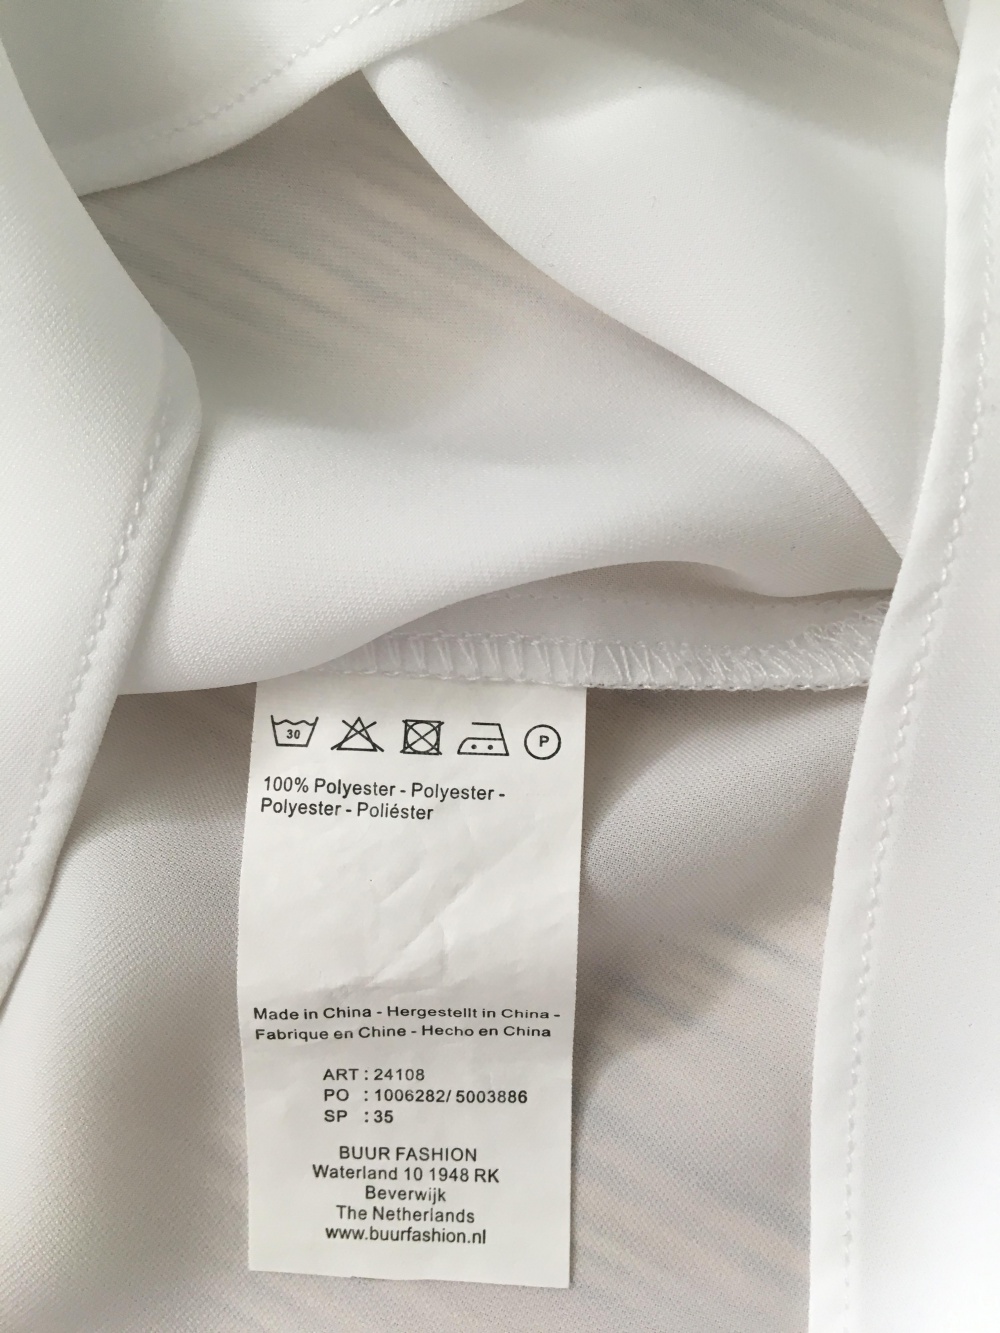 30
P
100% Polyester - Polyester -
Polyester - Poliéster
Made in China - Hergestellt in China -
Fabrique en Chine - Hecho en China
ART : 24108
PO : 1006282/ 5003886
SP : 35
BUUR FASHION
Waterland 10 1948 RK
Beverwijk
The Netherlands
www.buurfashion.nl